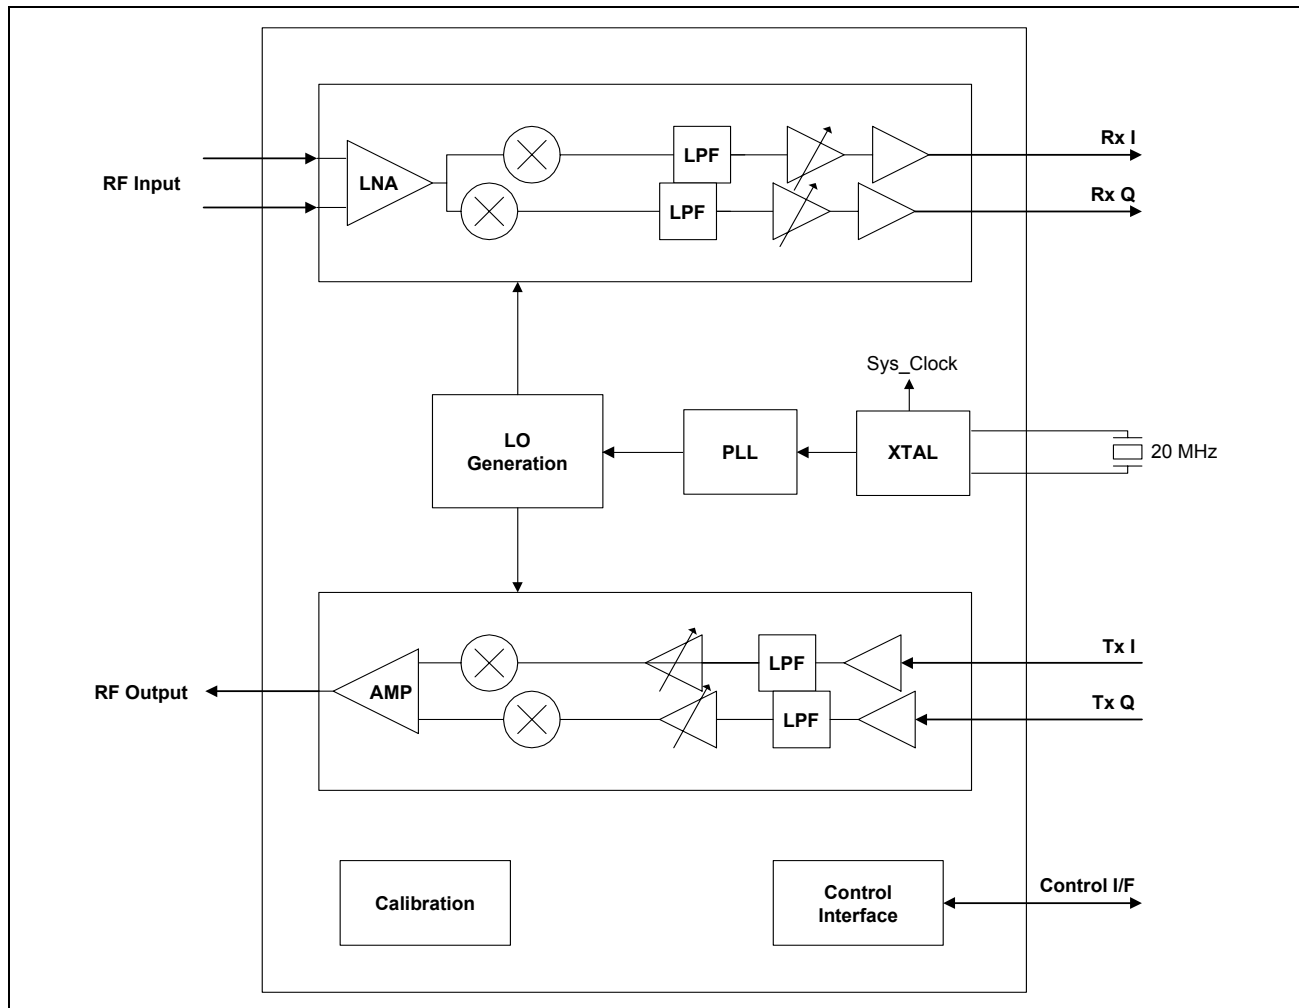 Rx I
LPF
RF Input
LNA
Rx Q
LPF
Sys_Clock
LO
Generation
PLL
XTAL
20 MHz
Tx I
LPF
RF Output
AMP
Tx Q
LPF
Calibration
Control
Interface
Control I/F